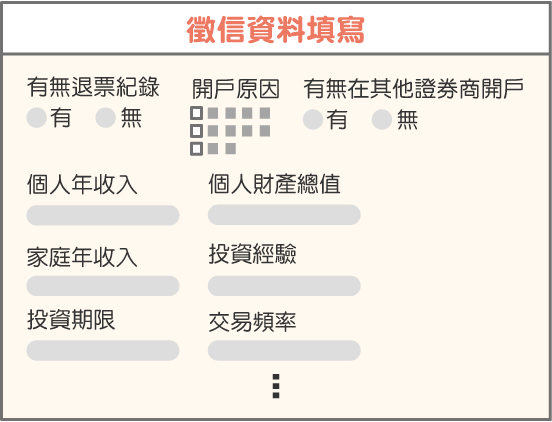 徵信資料填寫
有無退票紀錄
有 無
開戶原因
有無在其他證券商開戶
有 無
個人年收入
個人財產總值
家庭年收入
投資經驗
投資期限
交易頻率